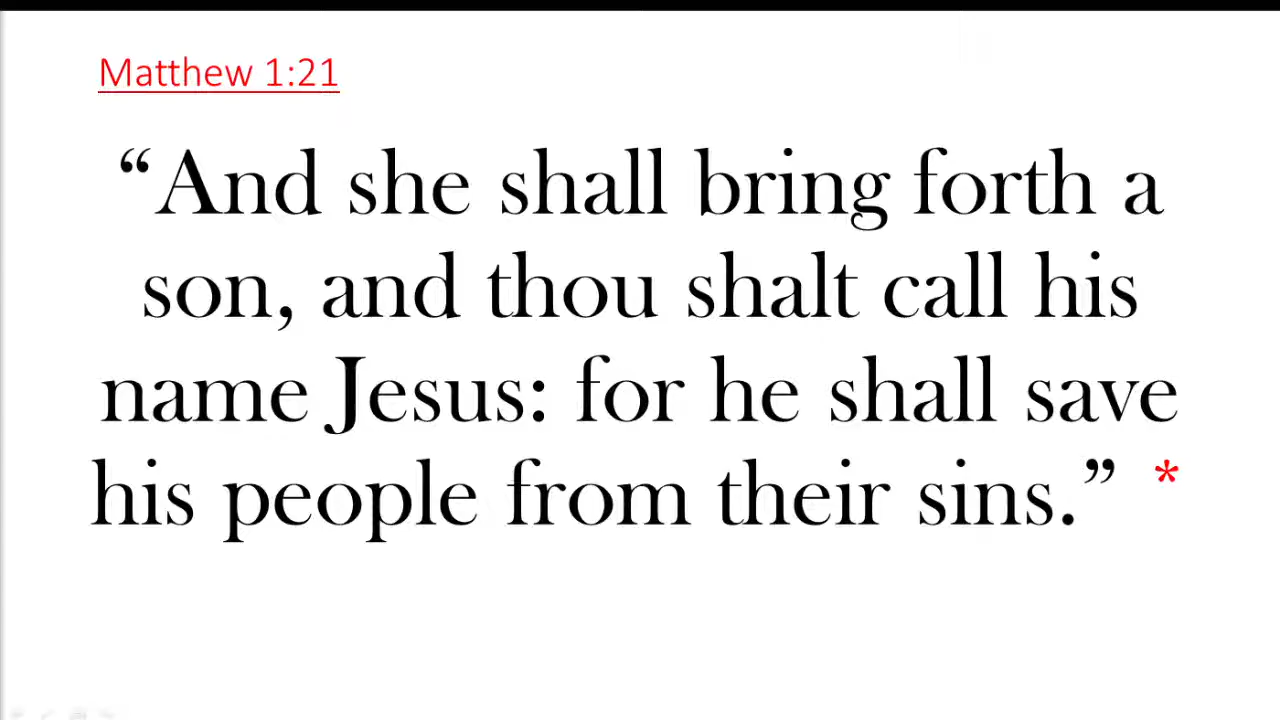 Matthew 1:21
“And she shall bring forth a
son, and thou shalt call his
name Jesus: for he shall save
his people from their sins.” *